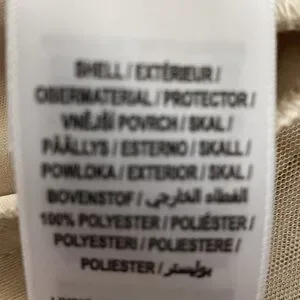 SHELL / EXTÉRIEUR /
OBERMATERIAL / PROTECTOR /
VNĚJŠÍ POVRCH / SKAL /
PÄÄLLYS / ESTERNO / SKALL /
POWŁOKA / EXTERIOR / SKAL /
BOVENSTOF / الغطاء الخارجي /
100% POLYESTER / POLIÉSTER /
POLYESTERI / POLIESTERE /
POLIESTER / بوليستر